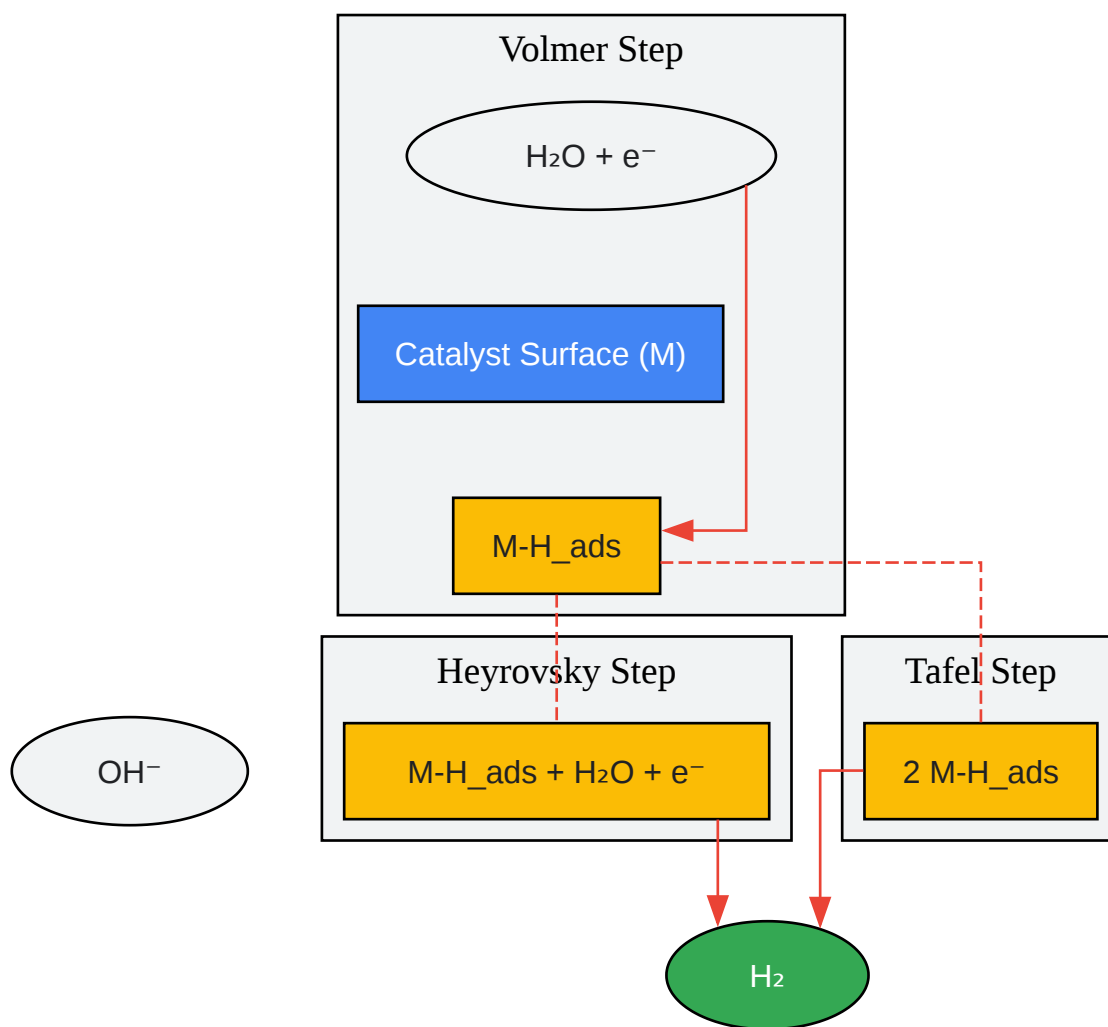 Volmer Step
H₂O + e⁻
Catalyst Surface (M)
M-H_ads
Heyrovsky Step
Tafel Step
OH⁻
M-H_ads + H₂O + e⁻
2 M-H_ads
H₂